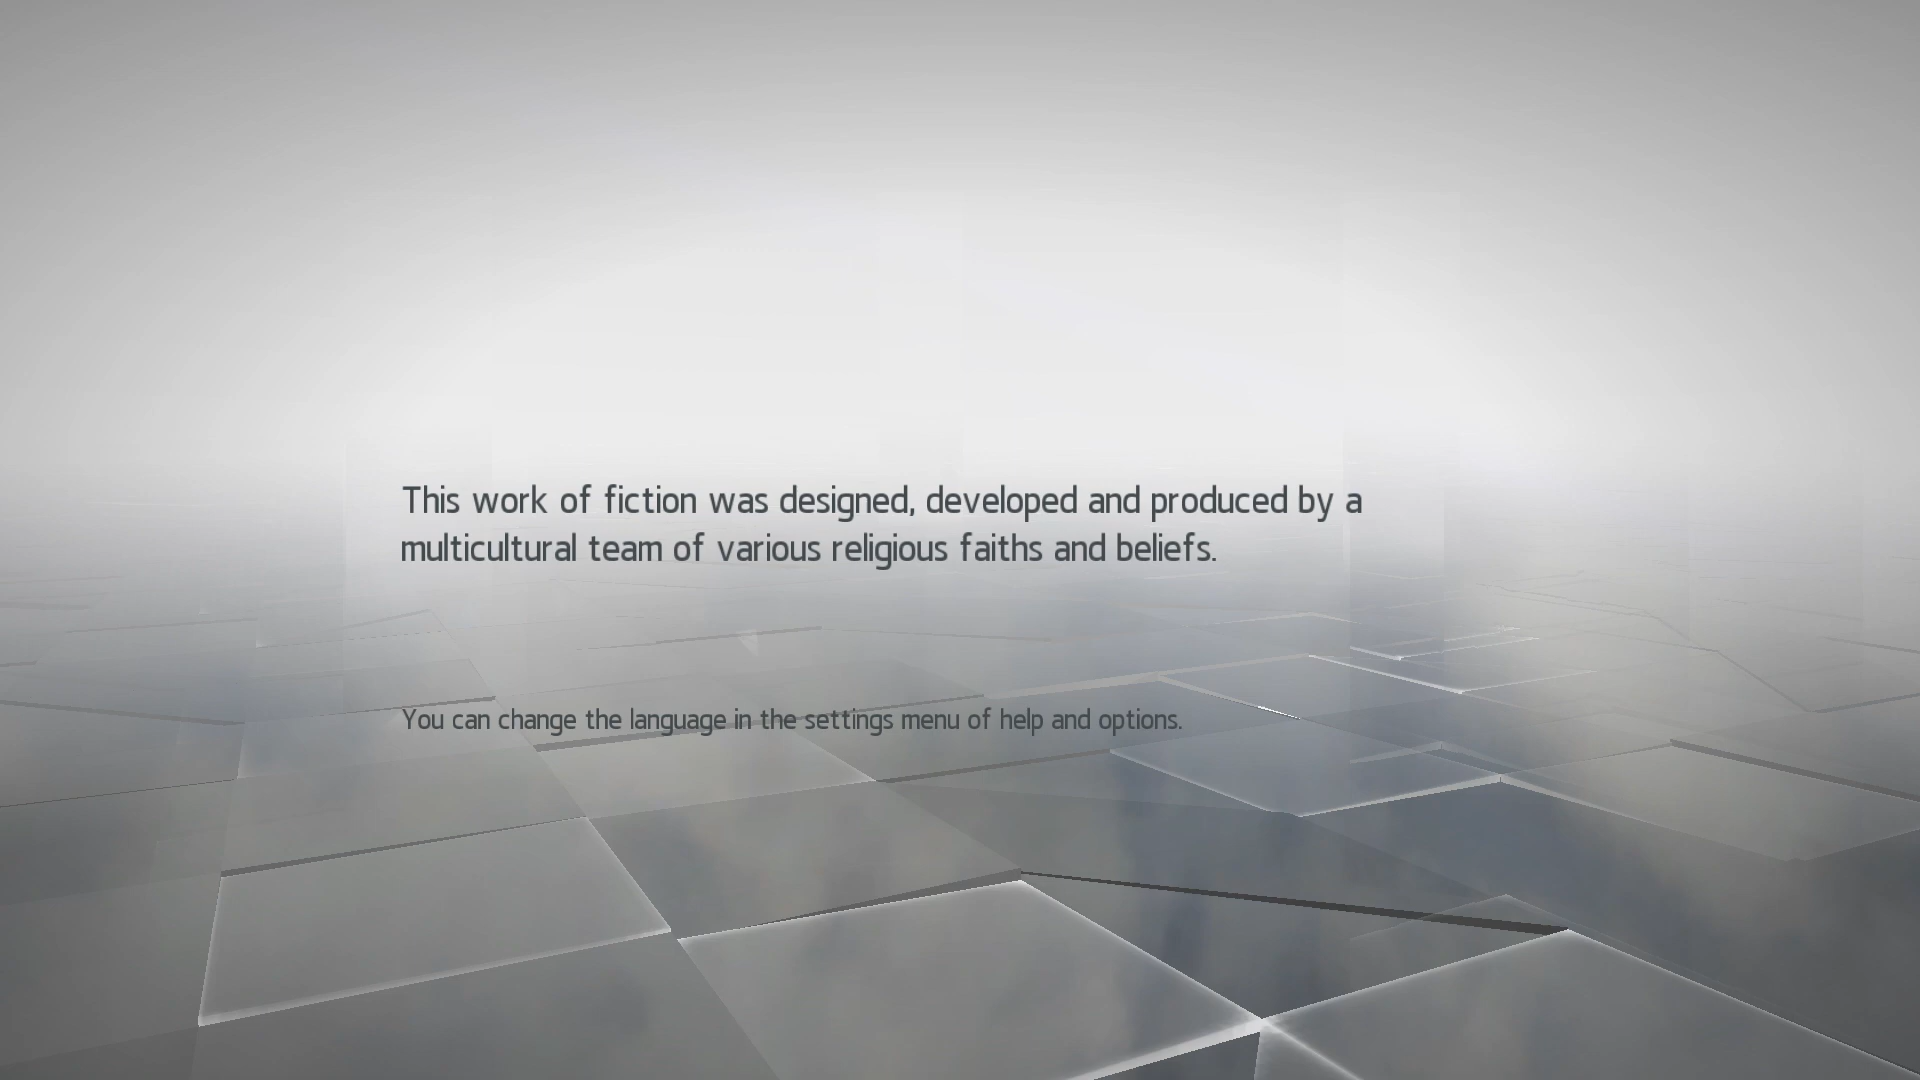 This work of fiction was designed, developed and produced by a
multicultural team of various religious faiths and beliefs.
You can change the language in the settings menu of help and options.